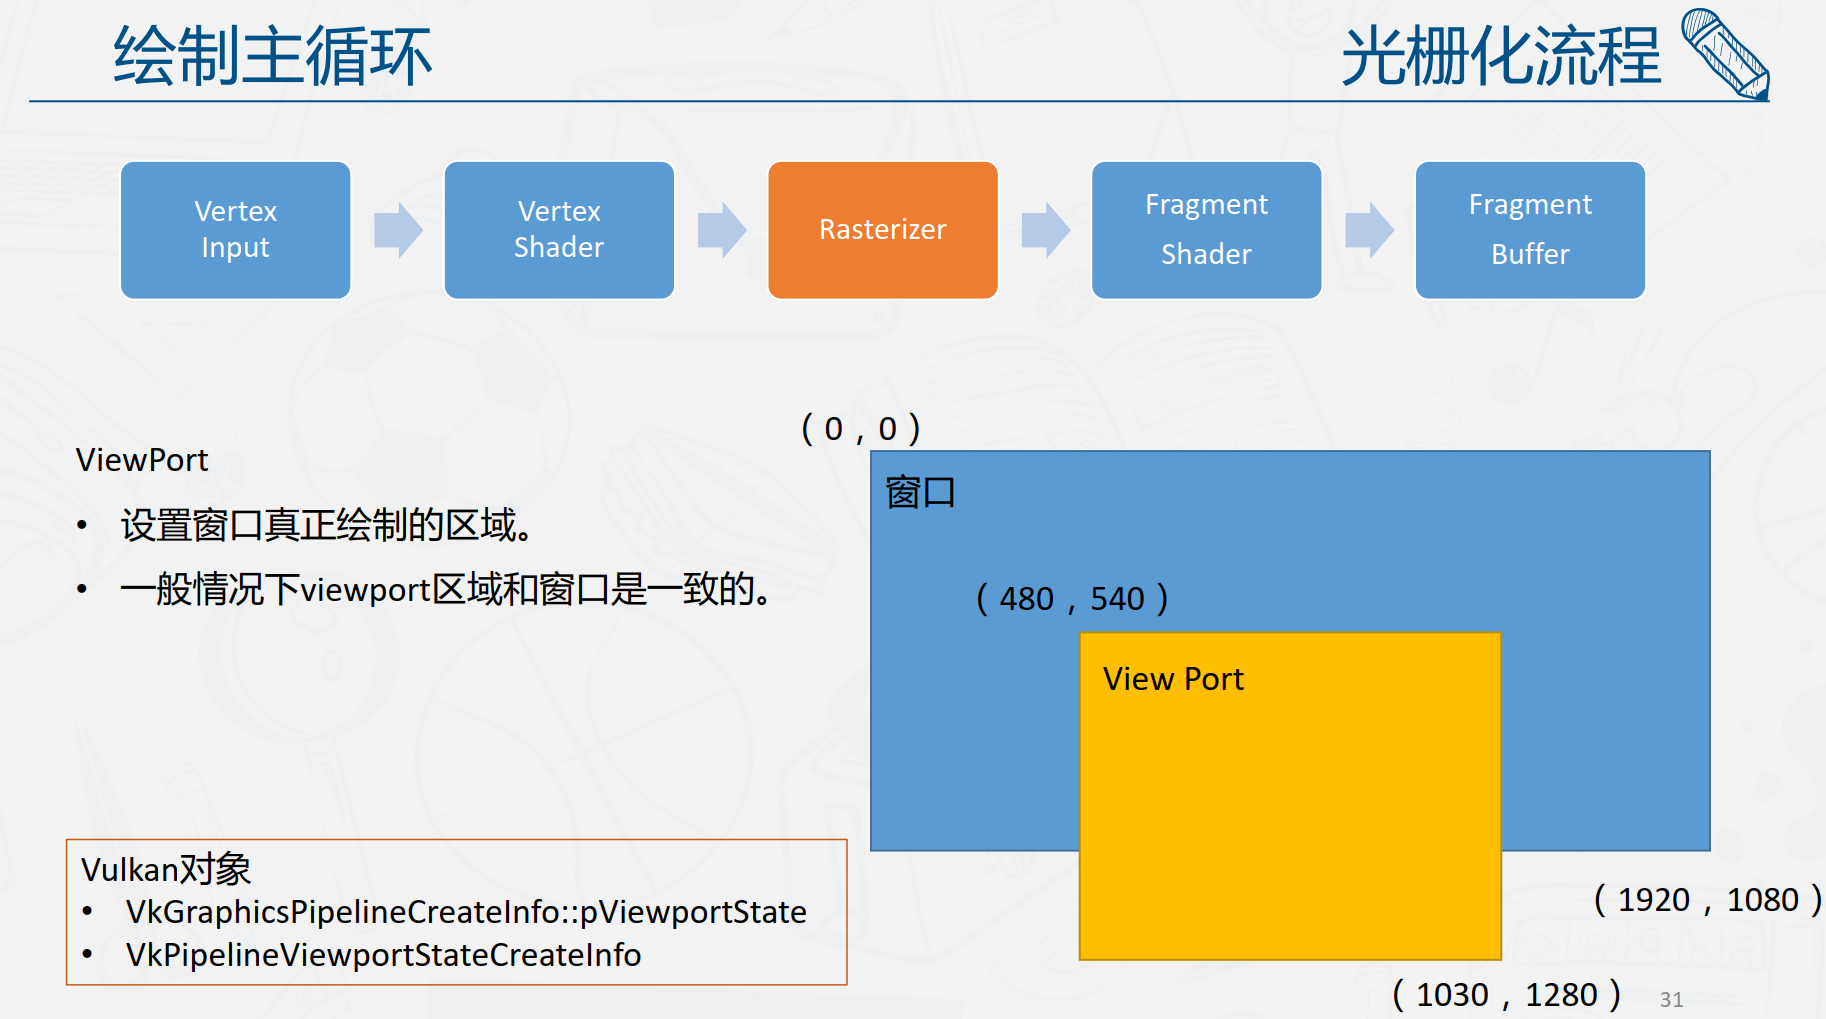 绘制主循环
光栅化流程
Vertex
Input
Vertex
Shader
Rasterizer
Fragment
Shader
Fragment
Buffer
ViewPort
• 设置窗口真正绘制的区域。
• 一般情况下viewport区域和窗口是一致的。
Vulkan对象
• VkGraphicsPipelineCreateInfo::pViewportState
• VkPipelineViewportStateCreateInfo
(0,0)
窗口
(480,540)
View Port
(1920,1080)
(1030,1280)
31